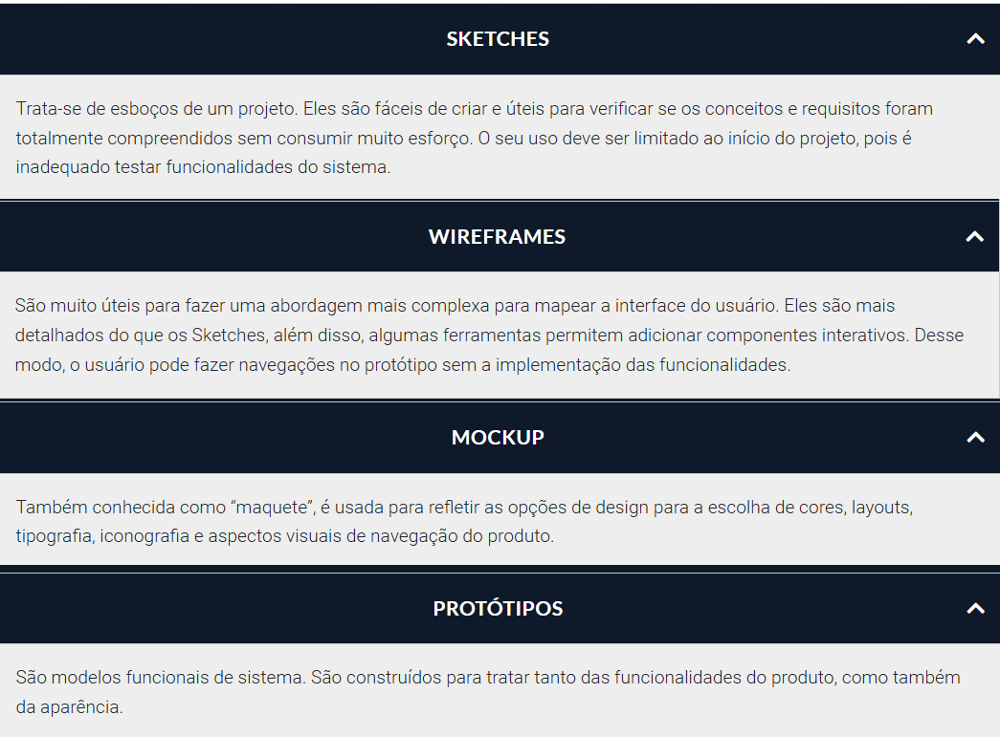 SKETCHES
Trata-se de esboços de um projeto. Eles são fáceis de criar e úteis para verificar se os conceitos e requisitos foram
totalmente compreendidos sem consumir muito esforço. O seu uso deve ser limitado ao início do projeto, pois é
inadequado testar funcionalidades do sistema.
WIREFRAMES
São muito úteis para fazer uma abordagem mais complexa para mapear a interface do usuário. Eles são mais
detalhados do que os Sketches, além disso, algumas ferramentas permitem adicionar componentes interativos. Desse
modo, o usuário pode fazer navegações no protótipo sem a implementação das funcionalidades.
MOCKUP
Também conhecida como “maquete”, é usada para refletir as opções de design para a escolha de cores, layouts,
tipografia, iconografia e aspectos visuais de navegação do produto.
PROTÓTIPOS
São modelos funcionais de sistema. São construídos para tratar tanto das funcionalidades do produto, como também
da aparência.